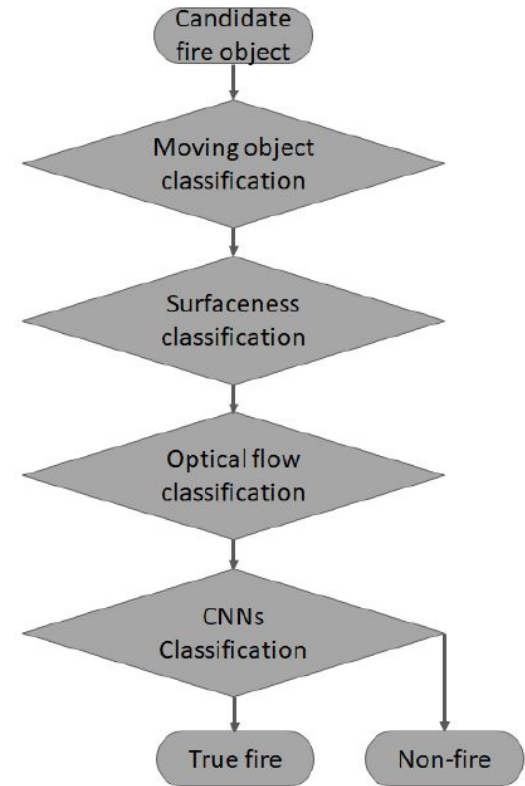 Candidate
fire object
Moving object
classification
Surfaceness
classification
Optical flow
classification
CNNs
Classification
True fire
Non-fire